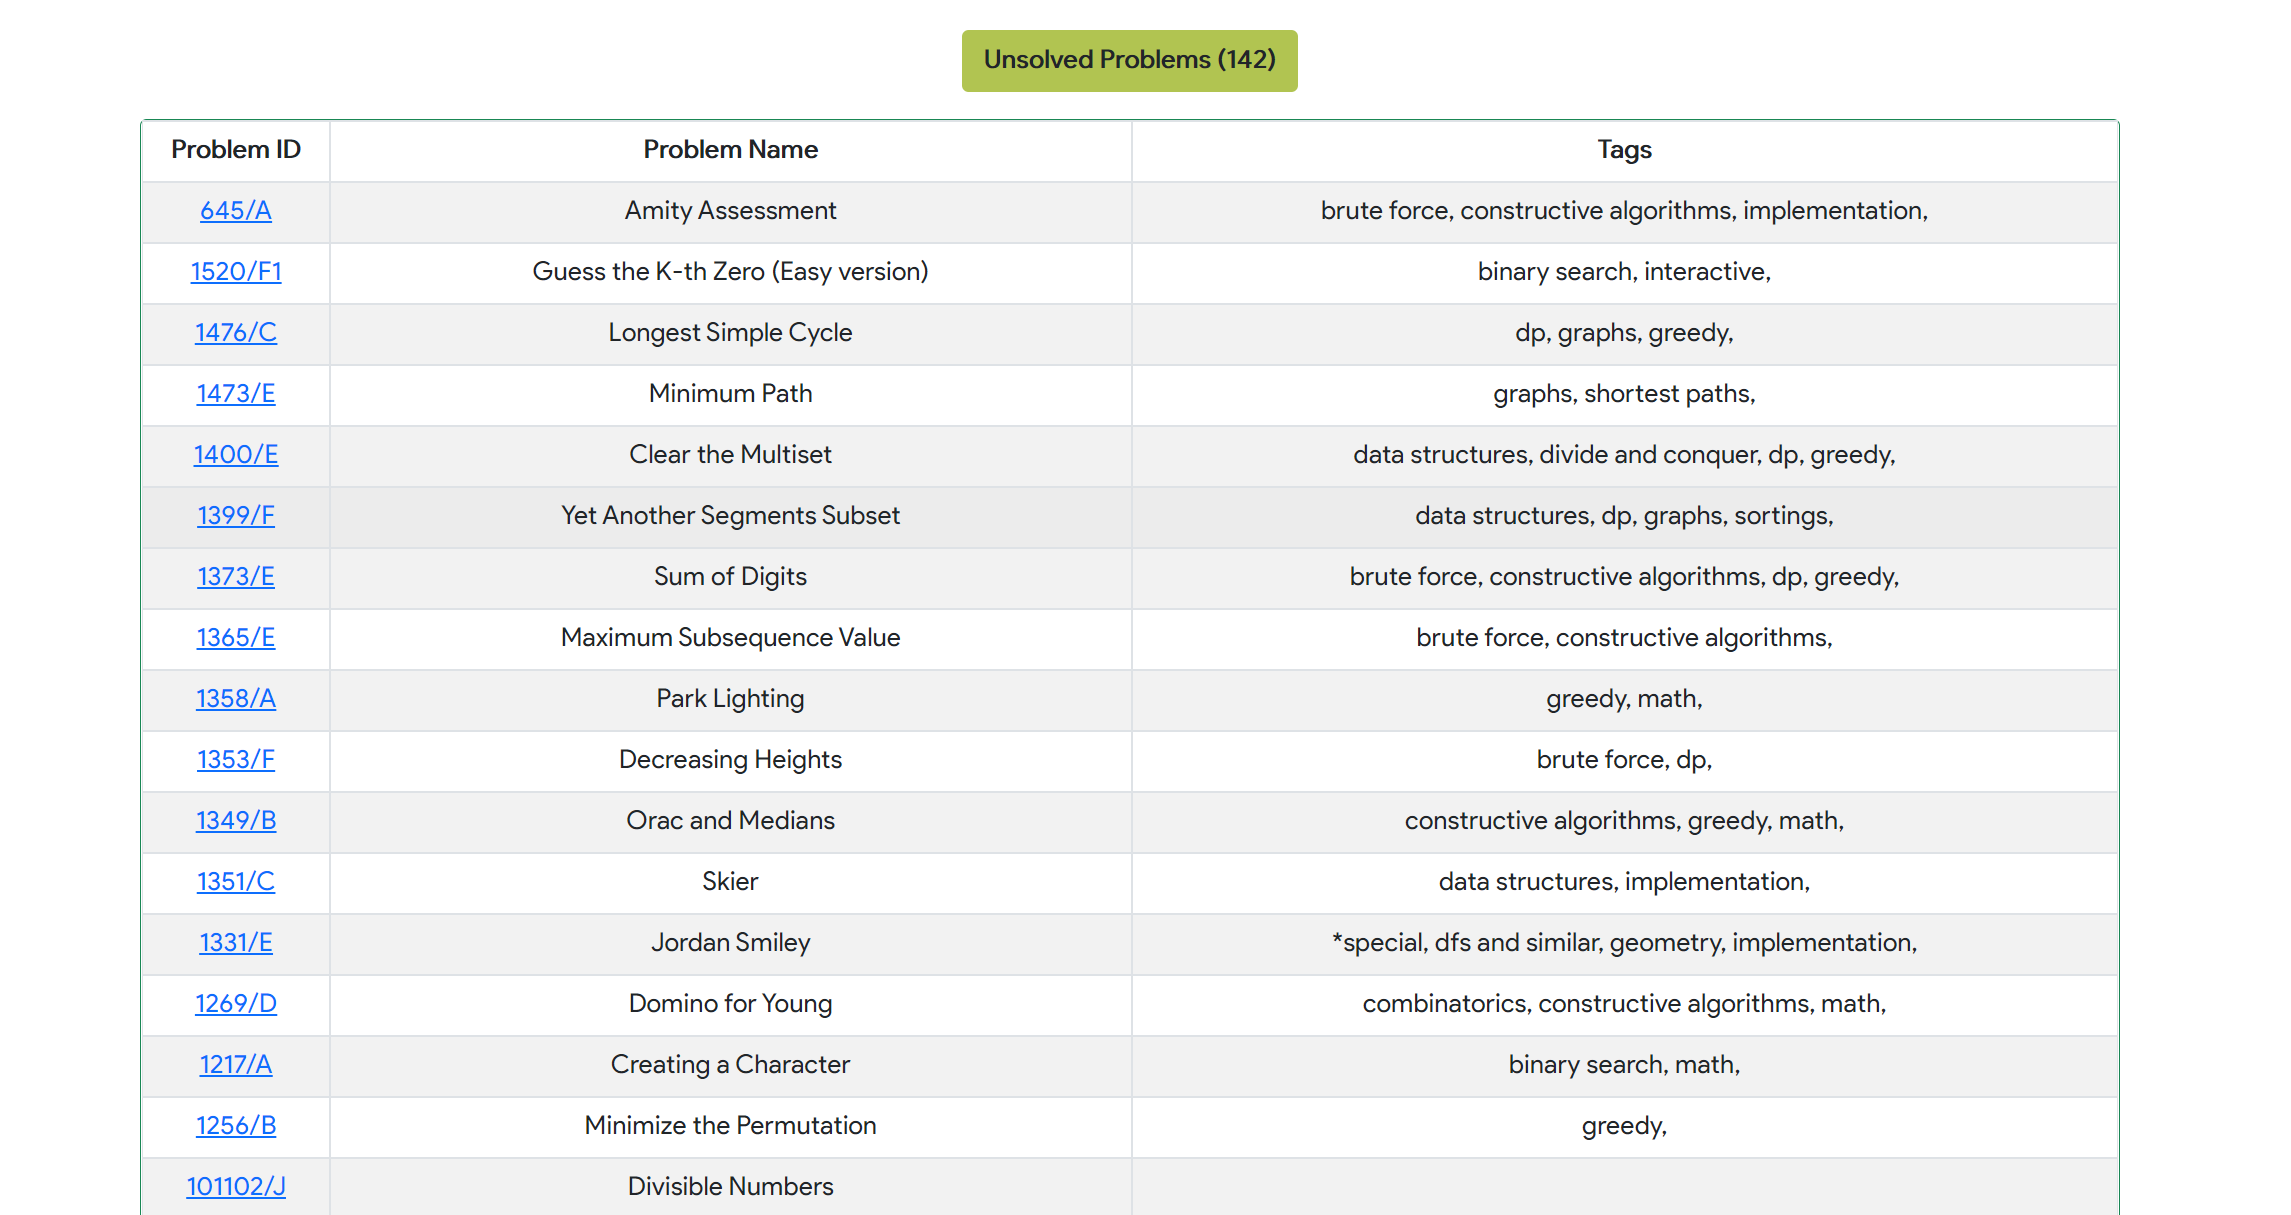 Unsolved Problems (142)
Problem ID Problem Name Tags
645/A Amity Assessment brute force, constructive algorithms, implementation,
1520/F1 Guess the K-th Zero (Easy version) binary search, interactive,
1476/C Longest Simple Cycle dp, graphs, greedy,
1473/E Minimum Path graphs, shortest paths,
1400/E Clear the Multiset data structures, divide and conquer, dp, greedy,
1399/F Yet Another Segments Subset data structures, dp, graphs, sortings,
1373/E Sum of Digits brute force, constructive algorithms, dp, greedy,
1365/E Maximum Subsequence Value brute force, constructive algorithms,
1358/A Park Lighting greedy, math,
1353/F Decreasing Heights brute force, dp,
1349/B Orac and Medians constructive algorithms, greedy, math,
1351/C Skier data structures, implementation,
1331/E Jordan Smiley *special, dfs and similar, geometry, implementation,
1269/D Domino for Young combinatorics, constructive algorithms, math,
1217/A Creating a Character binary search, math,
1256/B Minimize the Permutation greedy,
101102/J Divisible Numbers